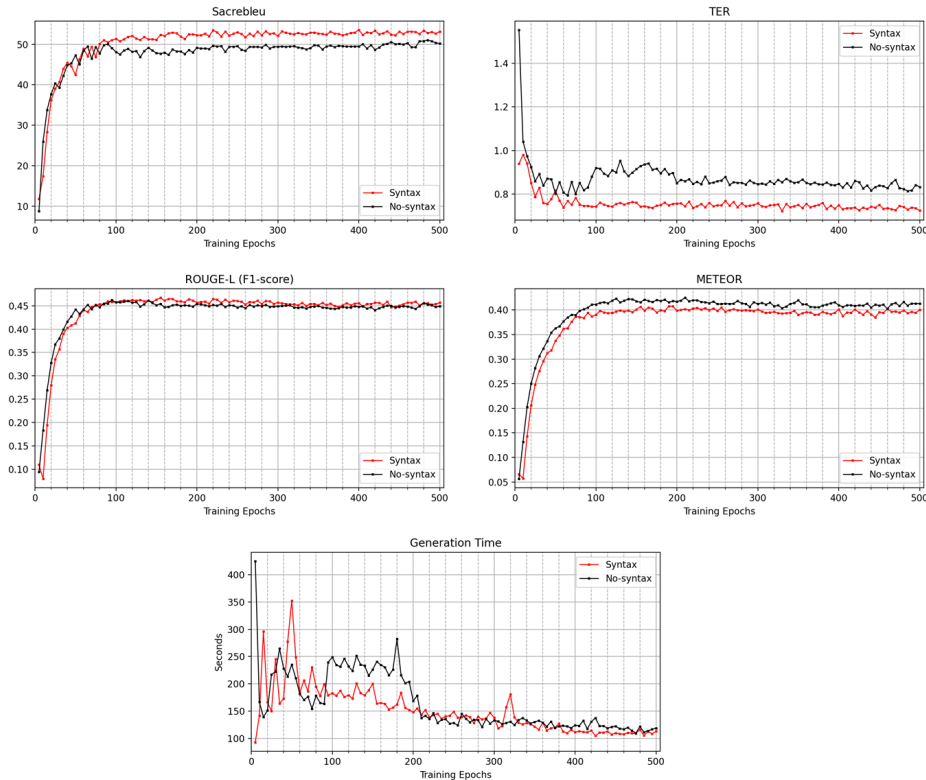 Sacrebleu
50
40
30
20
10
Syntax
No-syntax
0 100 200 300 400 500
Training Epochs
TER
1.4
1.2
1.0
0.8
Syntax
No-syntax
0 100 200 300 400 500
Training Epochs
ROUGE-L (F1-score)
0.45
0.40
0.35
0.30
0.25
0.20
0.15
0.10
Syntax
No-syntax
0 100 200 300 400 500
Training Epochs
METEOR
0.40
0.35
0.30
0.25
0.20
0.15
0.10
0.05
Syntax
No-syntax
0 100 200 300 400 500
Training Epochs
Generation Time
Seconds
400
350
300
250
200
150
100
Syntax
No-syntax
0 100 200 300 400 500
Training Epochs